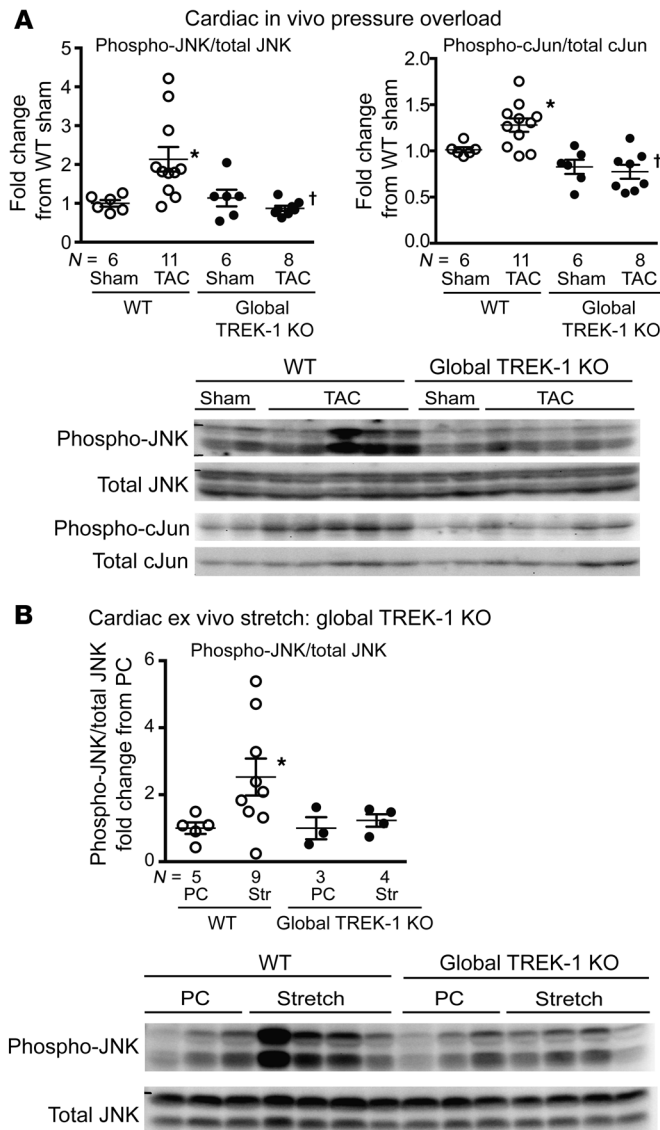 A
Cardiac in vivo pressure overload
Phospho-JNK/total JNK
Fold change
from WT sham
5
4
3
2
1
0
*
†
N = 6 11 6 8
Sham TAC Sham TAC
WT Global
TREK-1 KO
Phospho-cJun/total cJun
Fold change
from WT sham
2.0
1.5
1.0
0.5
0.0
*
†
N = 6 11 6 8
Sham TAC Sham TAC
WT Global
TREK-1 KO
WT Global TREK-1 KO
Sham TAC Sham TAC
Phospho-JNK
Total JNK
Phospho-cJun
Total cJun
B
Cardiac ex vivo stretch: global TREK-1 KO
Phospho-JNK/total JNK
Phospho-JNK/total JNK
fold change from PC
6
4
2
0
*
N = 5 9 3 4
PC Str PC Str
WT Global TREK-1 KO
WT Global TREK-1 KO
PC Stretch PC Stretch
Phospho-JNK
Total JNK